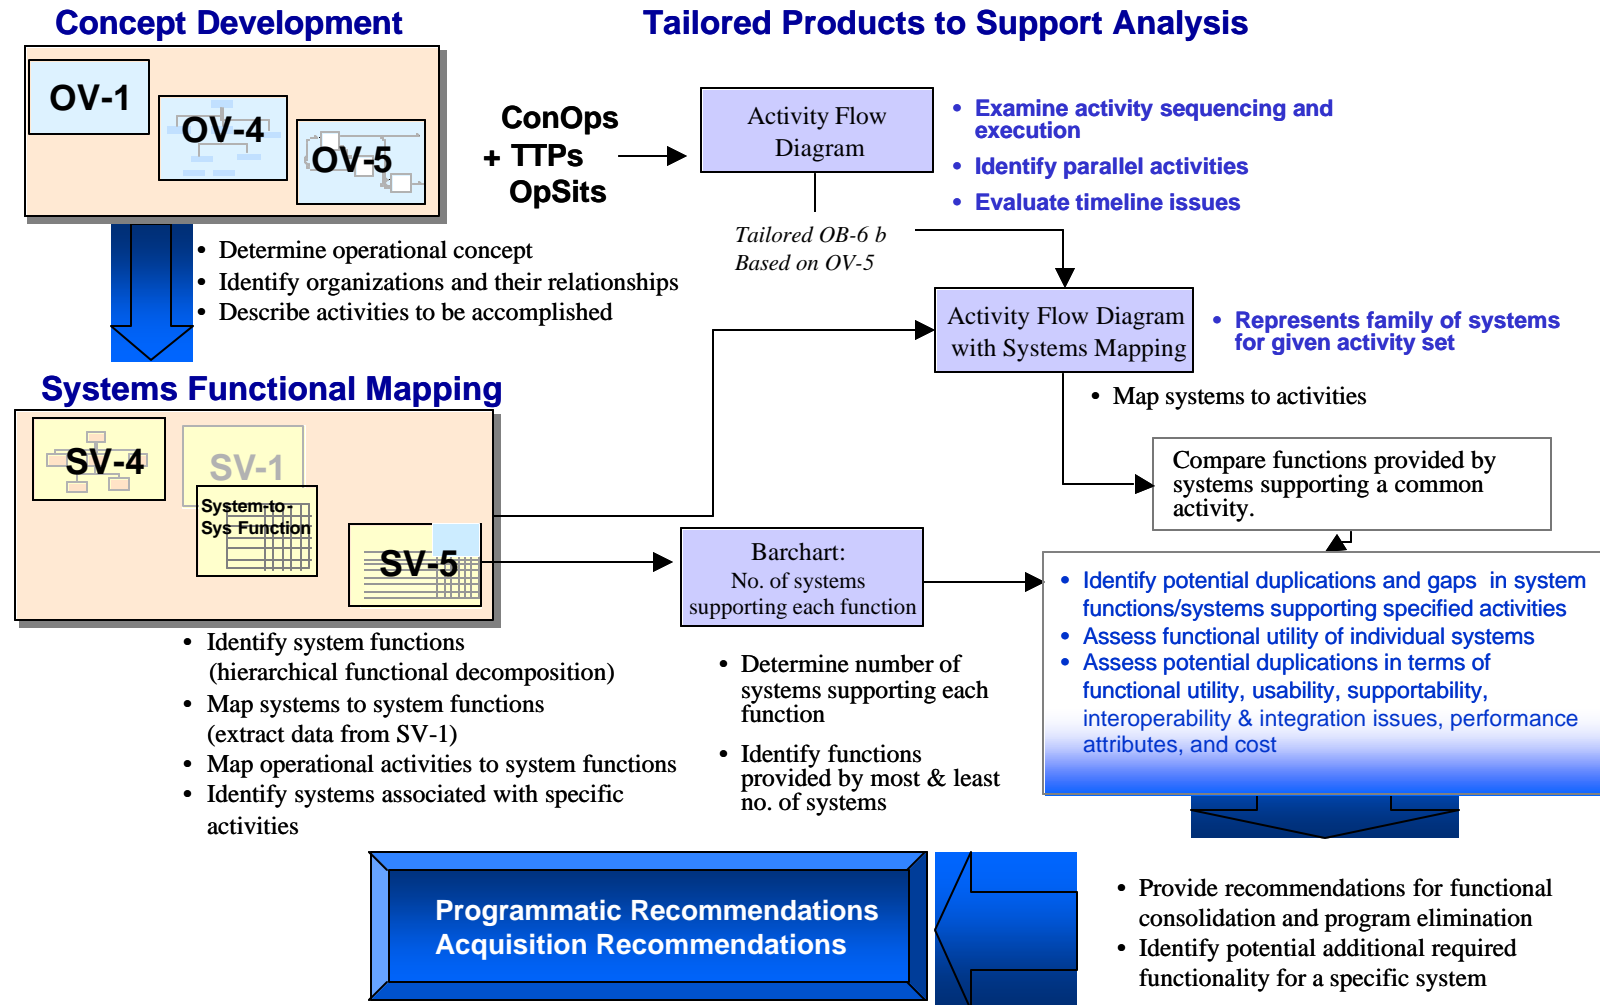 Concept Development
OV-1
OV-4
OV-5
• Determine operational concept
• Identify organizations and their relationships
• Describe activities to be accomplished
Systems Functional Mapping
SV-4
SV-1
System-to-
Sys Function
SV-5
• Identify system functions
(hierarchical functional decomposition)
• Map systems to system functions
(extract data from SV-1)
• Map operational activities to system functions
• Identify systems associated with specific
activities
Tailored Products to Support Analysis
ConOps
+ TTPs
OpSits
Activity Flow
Diagram
• Examine activity sequencing and
execution
• Identify parallel activities
• Evaluate timeline issues
Tailored OB-6 b
Based on OV-5
Activity Flow Diagram
with Systems Mapping
• Represents family of systems
for given activity set
• Map systems to activities
Compare functions provided by
systems supporting a common
activity.
Barchart:
No. of systems
supporting each function
• Determine number of
systems supporting each
function
• Identify functions
provided by most & least
no. of systems
• Identify potential duplications and gaps in system
functions/systems supporting specified activities
• Assess functional utility of individual systems
• Assess potential duplications in terms of
functional utility, usability, supportability,
interoperability & integration issues, performance
attributes, and cost
• Provide recommendations for functional
consolidation and program elimination
• Identify potential additional required
functionality for a specific system
Programmatic Recommendations
Acquisition Recommendations